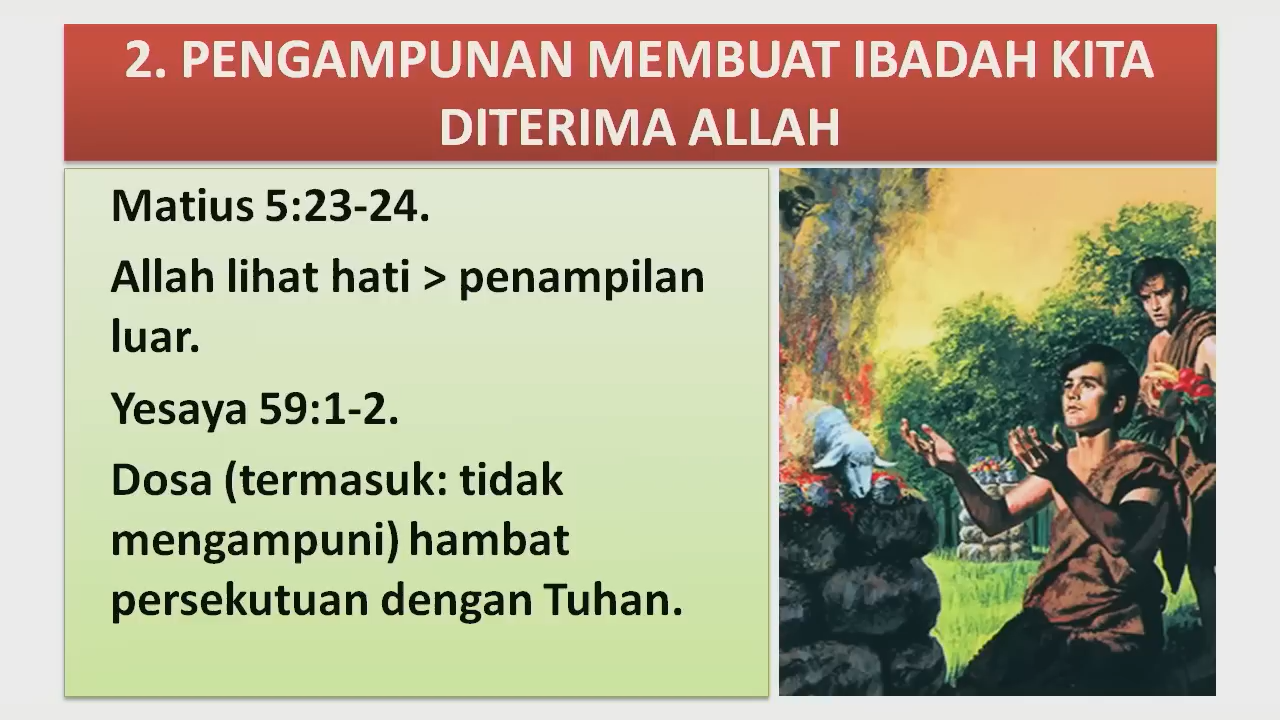 2. PENGAMPUNAN MEMBUAT IBADAH KITA
DITERIMA ALLAH
Matius 5:23-24.
Allah lihat hati > penampilan
luar.
Yesaya 59:1-2.
Dosa (termasuk: tidak
mengampuni) hambat
persekutuan dengan Tuhan.